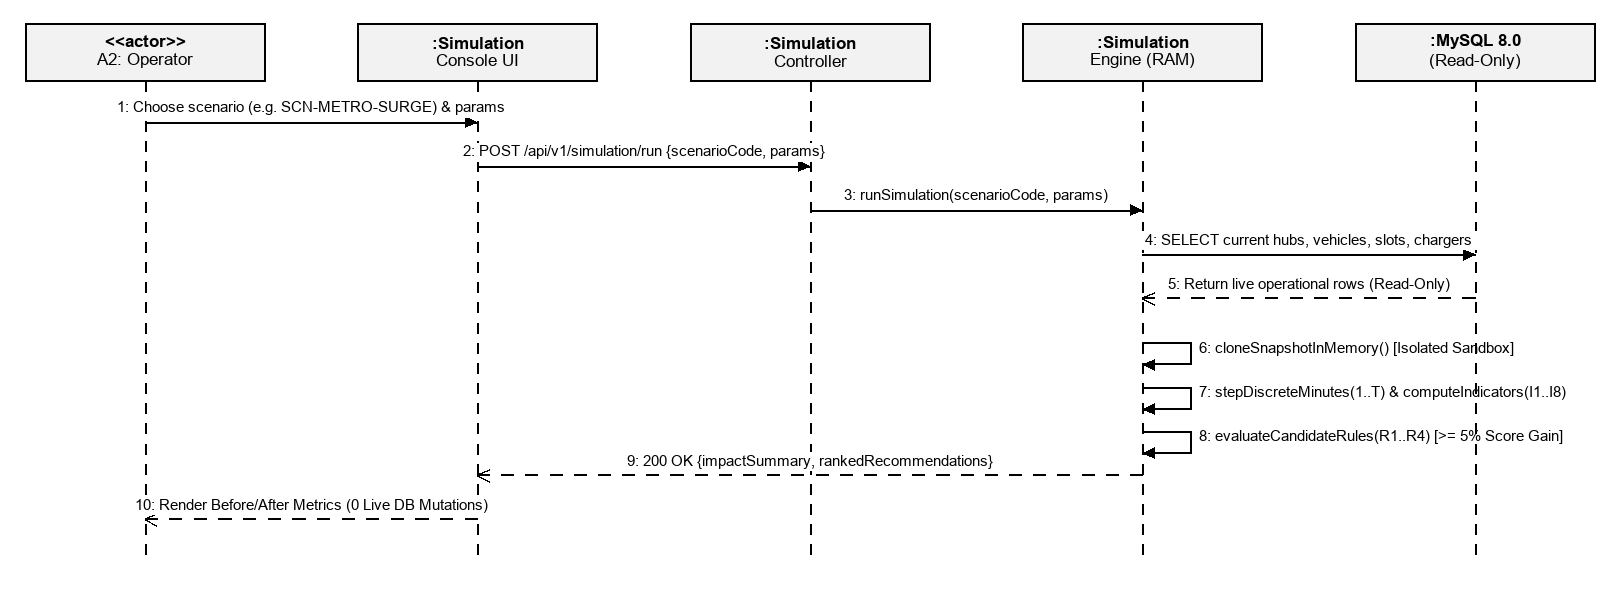 <<actor>>
A2: Operator
:Simulation
Console UI
:Simulation
Controller
:Simulation
Engine (RAM)
:MySQL 8.0
(Read-Only)
1: Choose scenario (e.g. SCN-METRO-SURGE) & params
2: POST /api/v1/simulation/run {scenarioCode, params}
3: runSimulation(scenarioCode, params)
4: SELECT current hubs, vehicles, slots, chargers
5: Return live operational rows (Read-Only)
6: cloneSnapshotInMemory() [Isolated Sandbox]
7: stepDiscreteMinutes(1..T) & computeIndicators(I1..I8)
8: evaluateCandidateRules(R1..R4) [>= 5% Score Gain]
9: 200 OK {impactSummary, rankedRecommendations}
10: Render Before/After Metrics (0 Live DB Mutations)